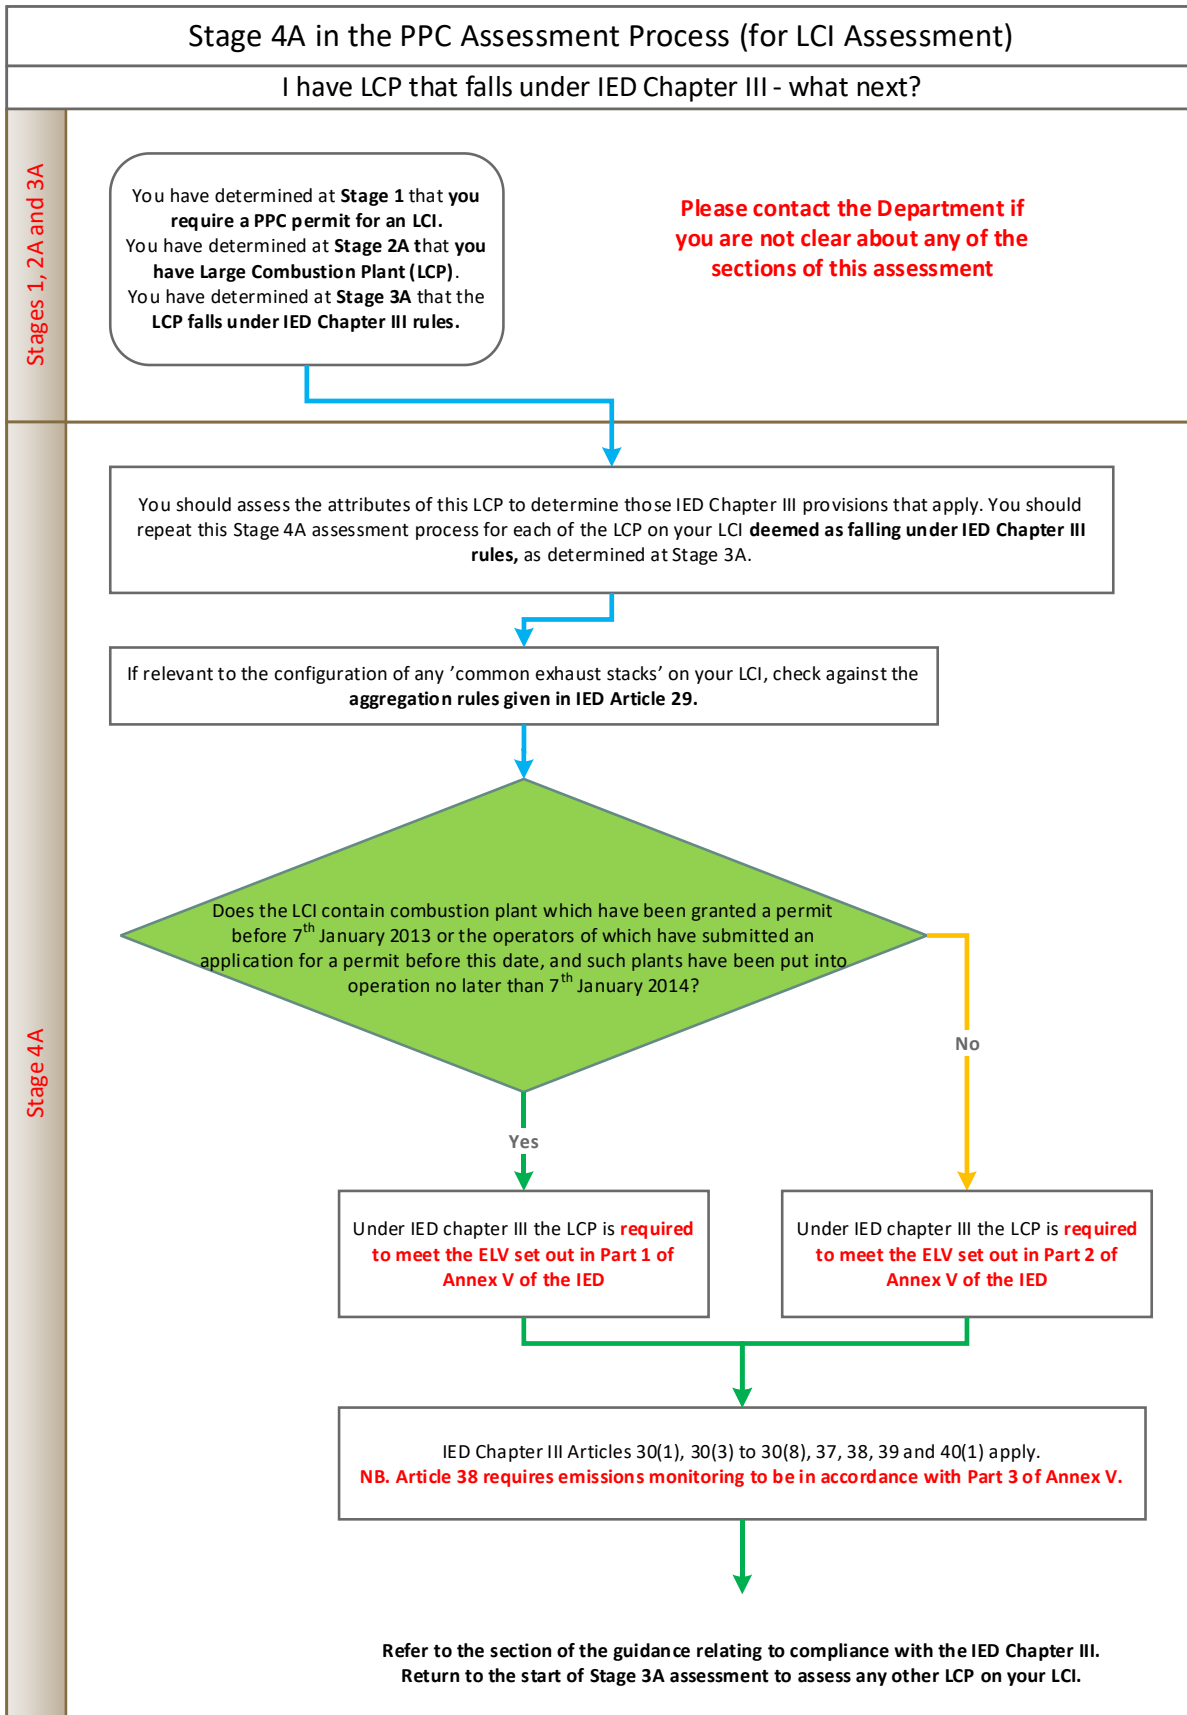 Stage 4A in the PPC Assessment Process (for LCI Assessment)
I have LCP that falls under IED Chapter III - what next?
Stages 1, 2A and 3A
You have determined at Stage 1 that you
require a PPC permit for an LCI.
You have determined at Stage 2A that you
have Large Combustion Plant (LCP).
You have determined at Stage 3A that the
LCP falls under IED Chapter III rules.
Please contact the Department if
you are not clear about any of the
sections of this assessment
Stage 4A
You should assess the attributes of this LCP to determine those IED Chapter III provisions that apply. You should
repeat this Stage 4A assessment process for each of the LCP on your LCI deemed as falling under IED Chapter III
rules, as determined at Stage 3A.
If relevant to the configuration of any ’common exhaust stacks’ on your LCI, check against the
aggregation rules given in IED Article 29.
Does the LCI contain combustion plant which have been granted a permit
before 7th January 2013 or the operators of which have submitted an
application for a permit before this date, and such plants have been put into
operation no later than 7th January 2014?
No
Yes
Under IED chapter III the LCP is required
to meet the ELV set out in Part 1 of
Annex V of the IED
Under IED chapter III the LCP is required
to meet the ELV set out in Part 2 of
Annex V of the IED
IED Chapter III Articles 30(1), 30(3) to 30(8), 37, 38, 39 and 40(1) apply.
NB. Article 38 requires emissions monitoring to be in accordance with Part 3 of Annex V.
Refer to the section of the guidance relating to compliance with the IED Chapter III.
Return to the start of Stage 3A assessment to assess any other LCP on your LCI.